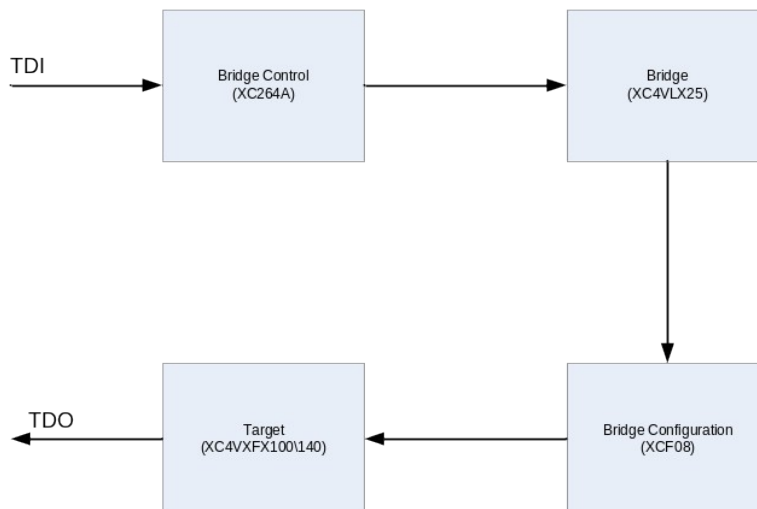 TDI
Bridge Control
(XC264A)
Bridge
(XC4VLX25)
TDO
Target
(XC4VXFX100\140)
Bridge Configuration
(XCF08)